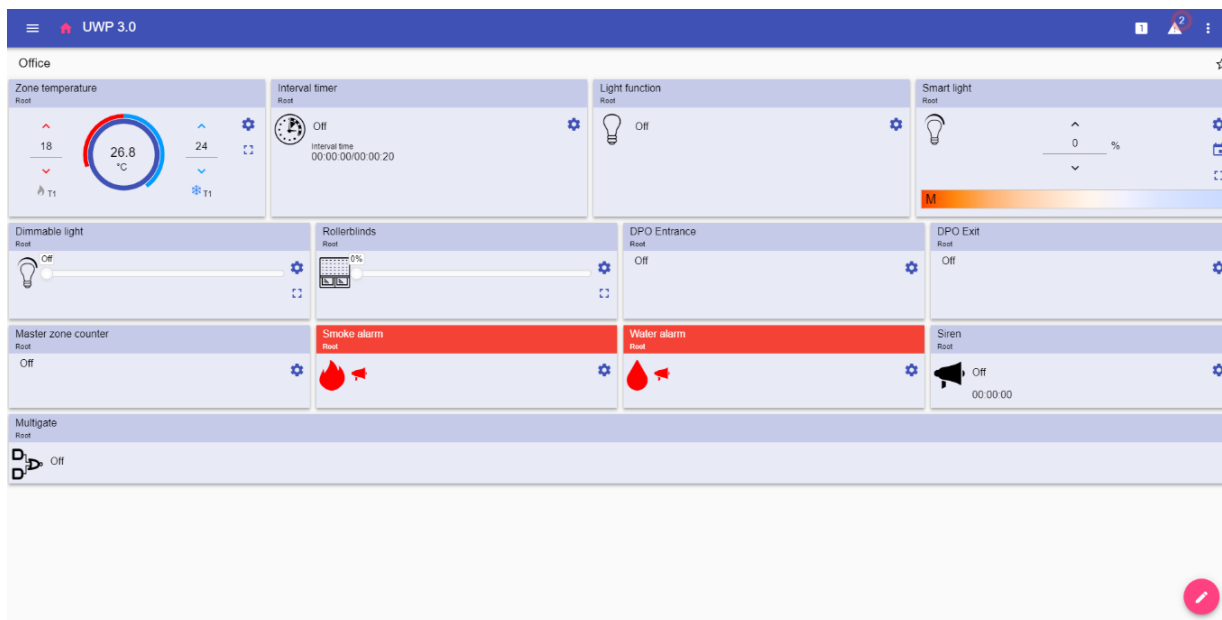 UWP 3.0
1
2
Office
Zone temperature
Root
18
26.8
°C
24
T1
T1
Interval timer
Root
Off
Interval time
00:00:00/00:00:20
Light function
Root
Off
Smart light
Root
0
%
M
Dimmable light
Root
Off
Rollerblinds
Root
0%
DPO Entrance
Root
Off
DPO Exit
Root
Off
Master zone counter
Root
Off
Smoke alarm
Root
Water alarm
Root
Siren
Root
Off
00:00:00
Multigate
Root
Off